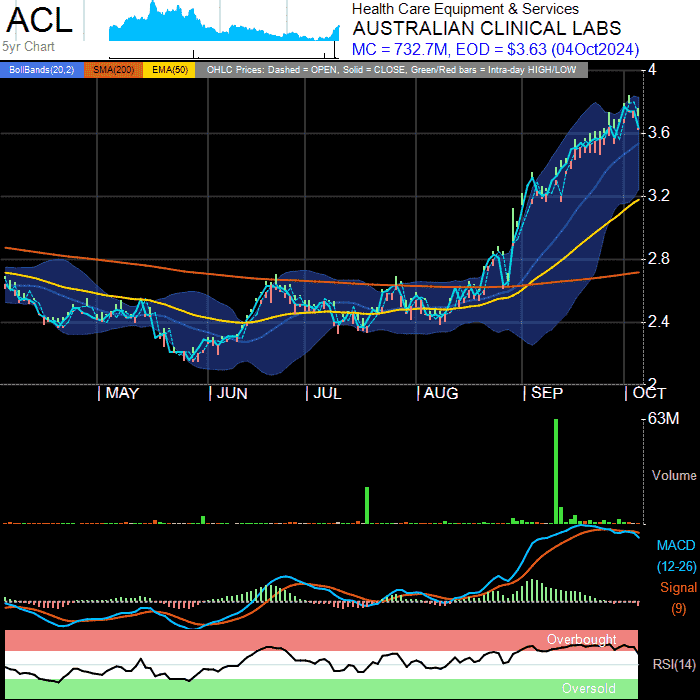 ACL
5yr Chart
Health Care Equipment & Services
AUSTRALIAN CLINICAL LABS
MC = 732.7M, EOD = $3.63 (04Oct2024)
BollBands(20,2) SMA(200) EMA(50) OHLC Prices: Dashed = OPEN, Solid = CLOSE, Green/Red bars = Intra-day HIGH/LOW
4
3.6
3.2
2.8
2.4
2
MAY JUN JUL AUG SEP OCT
63M
Volume
MACD
(12-26)
Signal
(9)
Overbought
RSI(14)
Oversold